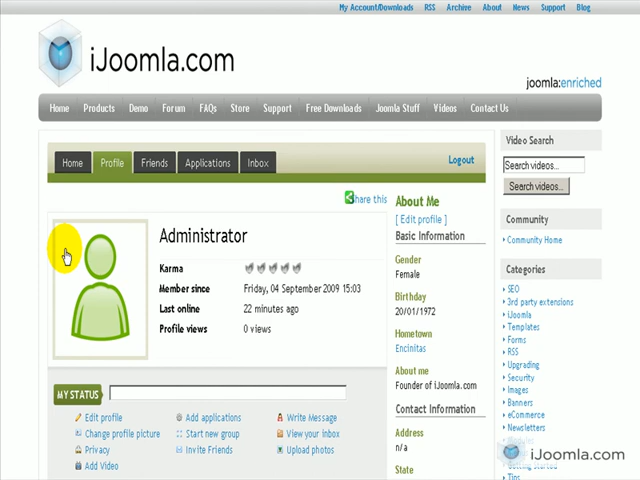 My Account/Downloads RSS Archive About News Support Blog
iJoomla.com
joomla:enriched
Home Products Demo Forum FAQs Store Support Free Downloads Joomla Stuff Videos Contact Us
Home Profile Friends Applications Inbox Logout
Share this
Administrator
Karma
Member since Friday, 04 September 2009 15:03
Last online 22 minutes ago
Profile views 0 views
MY STATUS
Edit profile Add applications Write Message
Change profile picture Start new group View your inbox
Privacy Invite Friends Upload photos
Add Video
About Me
[ Edit profile ]
Basic Information
Gender
Female
Birthday
20/01/1972
Hometown
Encinitas
About me
Founder of iJoomla.com
Contact Information
Address
n/a
State
Video Search
Search videos...
Search videos...
Community
Community Home
Categories
SEO
3rd party extensions
iJoomla
Templates
Forms
RSS
Upgrading
Security
Images
Banners
eCommerce
Newsletters
Modules
Getting Started
Tips
iJoomla.com